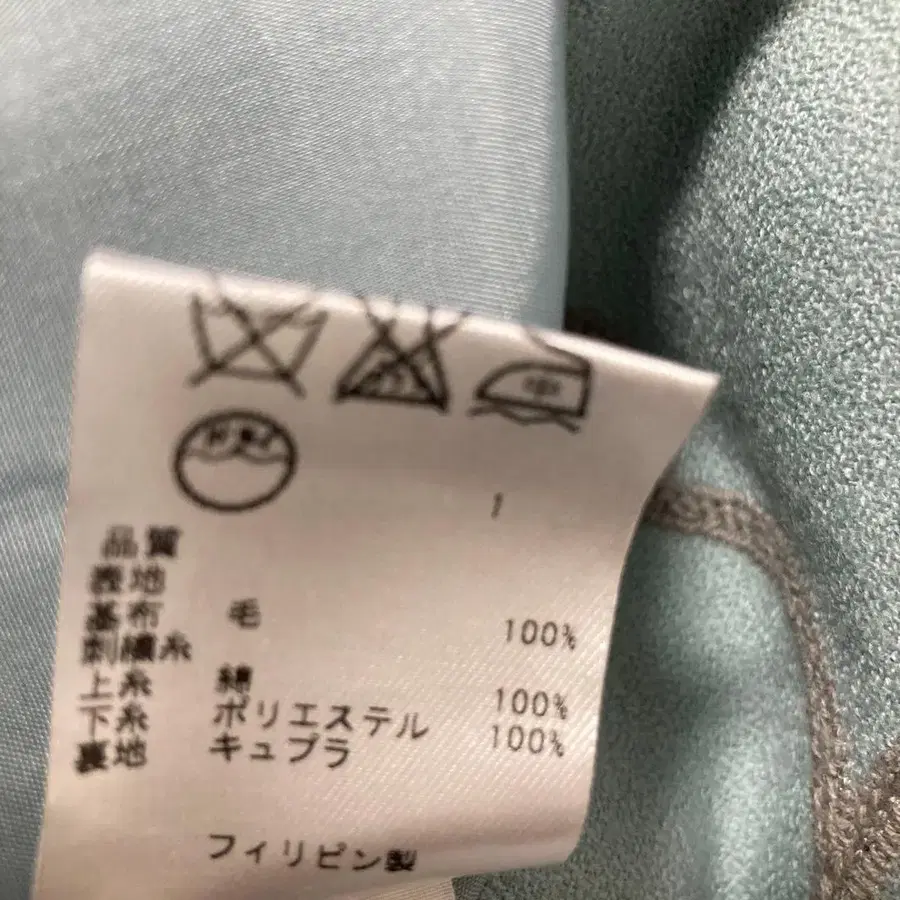 1
品質
表地
基布 毛 100%
刺繍糸
上糸 綿 100%
下糸 ポリエステル 100%
裏地 キュプラ
フィリピン製